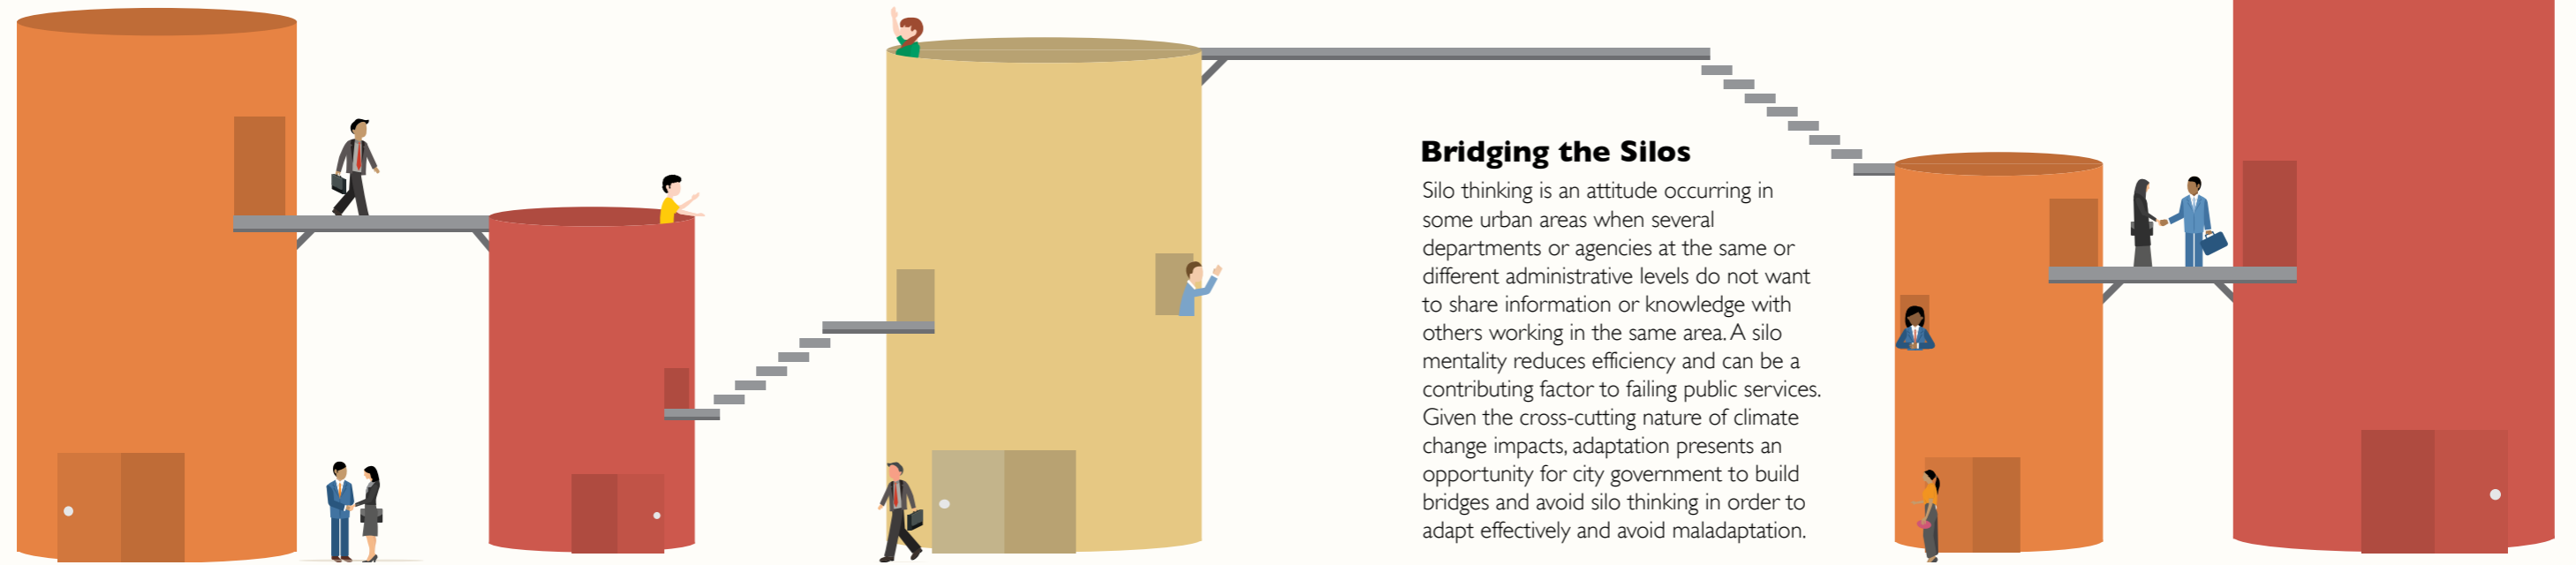 Bridging the Silos
Silo thinking is an attitude occurring in
some urban areas when several
departments or agencies at the same or
different administrative levels do not want
to share information or knowledge with
others working in the same area. A silo
mentality reduces efficiency and can be a
contributing factor to failing public services.
Given the cross-cutting nature of climate
change impacts, adaptation presents an
opportunity for city government to build
bridges and avoid silo thinking in order to
adapt effectively and avoid maladaptation.